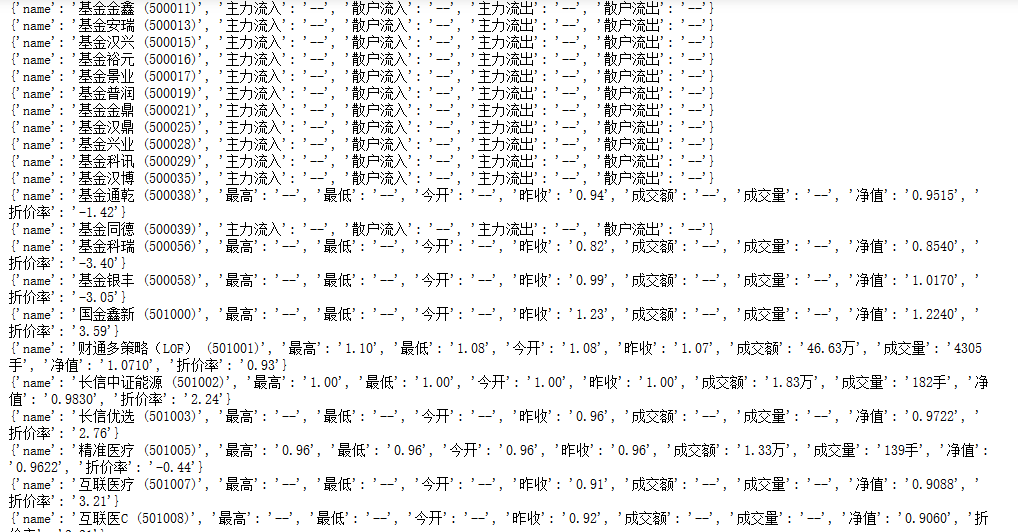 {'name': '基金金鑫 (500011)', '主力流入': '--', '散户流入': '--', '主力流出': '--', '散户流出': '--'}
{'name': '基金安瑞 (500013)', '主力流入': '--', '散户流入': '--', '主力流出': '--', '散户流出': '--'}
{'name': '基金汉兴 (500015)', '主力流入': '--', '散户流入': '--', '主力流出': '--', '散户流出': '--'}
{'name': '基金裕元 (500016)', '主力流入': '--', '散户流入': '--', '主力流出': '--', '散户流出': '--'}
{'name': '基金景业 (500017)', '主力流入': '--', '散户流入': '--', '主力流出': '--', '散户流出': '--'}
{'name': '基金普润 (500019)', '主力流入': '--', '散户流入': '--', '主力流出': '--', '散户流出': '--'}
{'name': '基金金鼎 (500021)', '主力流入': '--', '散户流入': '--', '主力流出': '--', '散户流出': '--'}
{'name': '基金汉鼎 (500025)', '主力流入': '--', '散户流入': '--', '主力流出': '--', '散户流出': '--'}
{'name': '基金兴业 (500028)', '主力流入': '--', '散户流入': '--', '主力流出': '--', '散户流出': '--'}
{'name': '基金科讯 (500029)', '主力流入': '--', '散户流入': '--', '主力流出': '--', '散户流出': '--'}
{'name': '基金汉博 (500035)', '主力流入': '--', '散户流入': '--', '主力流出': '--', '散户流出': '--'}
{'name': '基金通乾 (500038)', '最高': '--', '最低': '--', '今开': '--', '昨收': '0.94', '成交额': '--', '成交量': '--', '净值': '0.9515', '
折价率': '-1.42'}
{'name': '基金同德 (500039)', '主力流入': '--', '散户流入': '--', '主力流出': '--', '散户流出': '--'}
{'name': '基金科瑞 (500056)', '最高': '--', '最低': '--', '今开': '--', '昨收': '0.82', '成交额': '--', '成交量': '--', '净值': '0.8540', '
折价率': '-3.40'}
{'name': '基金银丰 (500058)', '最高': '--', '最低': '--', '今开': '--', '昨收': '0.99', '成交额': '--', '成交量': '--', '净值': '1.0170', '
折价率': '-3.05'}
{'name': '国金鑫新 (501000)', '最高': '--', '最低': '--', '今开': '--', '昨收': '1.23', '成交额': '--', '成交量': '--', '净值': '1.2240', '
折价率': '3.59'}
{'name': '财通多策略（LOF） (501001)', '最高': '1.10', '最低': '1.08', '今开': '1.08', '昨收': '1.07', '成交额': '46.63万', '成交量': '4305
手', '净值': '1.0710', '折价率': '0.93'}
{'name': '长信中证能源 (501002)', '最高': '1.00', '最低': '1.00', '今开': '1.00', '昨收': '1.00', '成交额': '1.83万', '成交量': '182手', '净
值': '0.9830', '折价率': '2.24'}
{'name': '长信优选 (501003)', '最高': '--', '最低': '--', '今开': '--', '昨收': '0.96', '成交额': '--', '成交量': '--', '净值': '0.9722', '
折价率': '2.76'}
{'name': '精准医疗 (501005)', '最高': '0.96', '最低': '0.96', '今开': '0.96', '昨收': '0.96', '成交额': '1.33万', '成交量': '139手', '净值':
'0.9622', '折价率': '-0.44'}
{'name': '互联医疗 (501007)', '最高': '--', '最低': '--', '今开': '--', '昨收': '0.91', '成交额': '--', '成交量': '--', '净值': '0.9088', '
折价率': '3.21'}
{'name': '互联医C (501008)', '最高': '--', '最低': '--', '今开': '--', '昨收': '0.92', '成交额': '--', '成交量': '--', '净值': '0.9060', '折